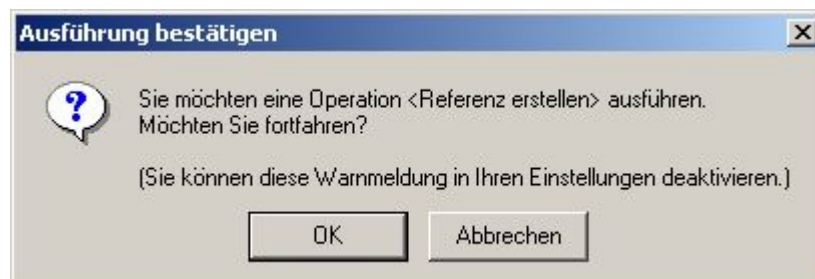 Ausführung bestätigen
Sie möchten eine Operation <Referenz erstellen> ausführen.
Möchten Sie fortfahren?
(Sie können diese Warnmeldung in Ihren Einstellungen deaktivieren.)
OK Abbrechen